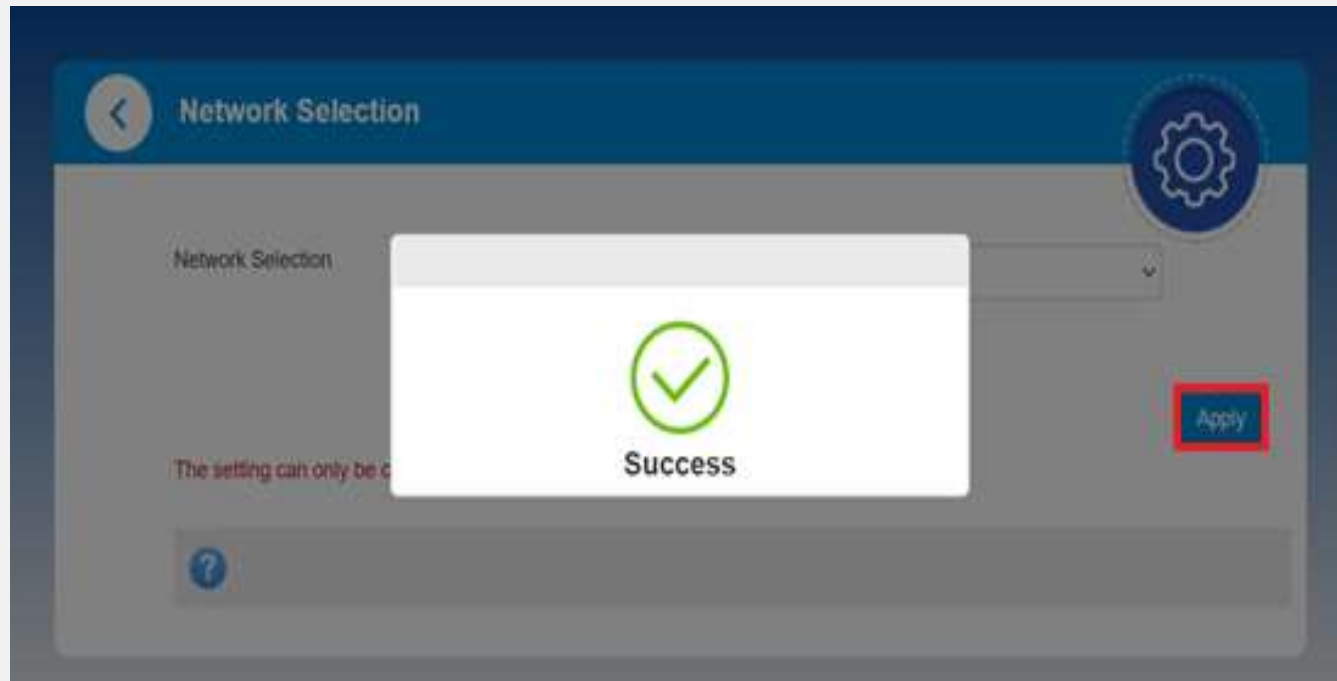 Network Selection
Network Selection
Apply
The setting can only be
Success
?